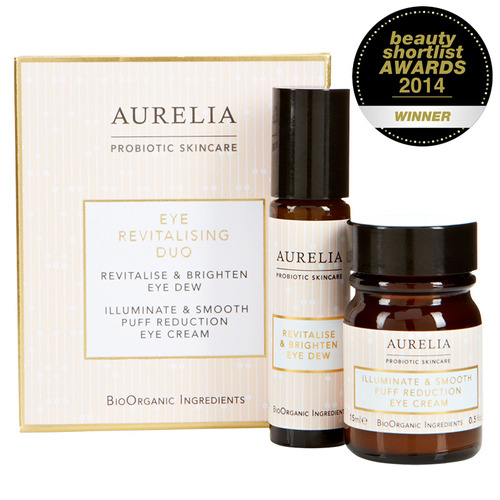 beauty
shortlist
AWARDS
2014
WINNER
AURELIA
PROBIOTIC SKINCARE
EYE
REVITALISING
DUO
REVITALISE & BRIGHTEN
EYE DEW
ILLUMINATE & SMOOTH
PUFF REDUCTION
EYE CREAM
BIOORGANIC INGREDIENTS
AURELIA
PROBIOTIC SKINCARE
REVITALISE
& BRIGHTEN
EYE DEW
BIOORGANIC INGREDIENTS
AURELIA
PROBIOTIC SKINCARE
ILLUMINATE & SMOOTH
PUFF REDUCTION
EYE CREAM
15ml℮ BIOORGANIC INGREDIENTS 0.5